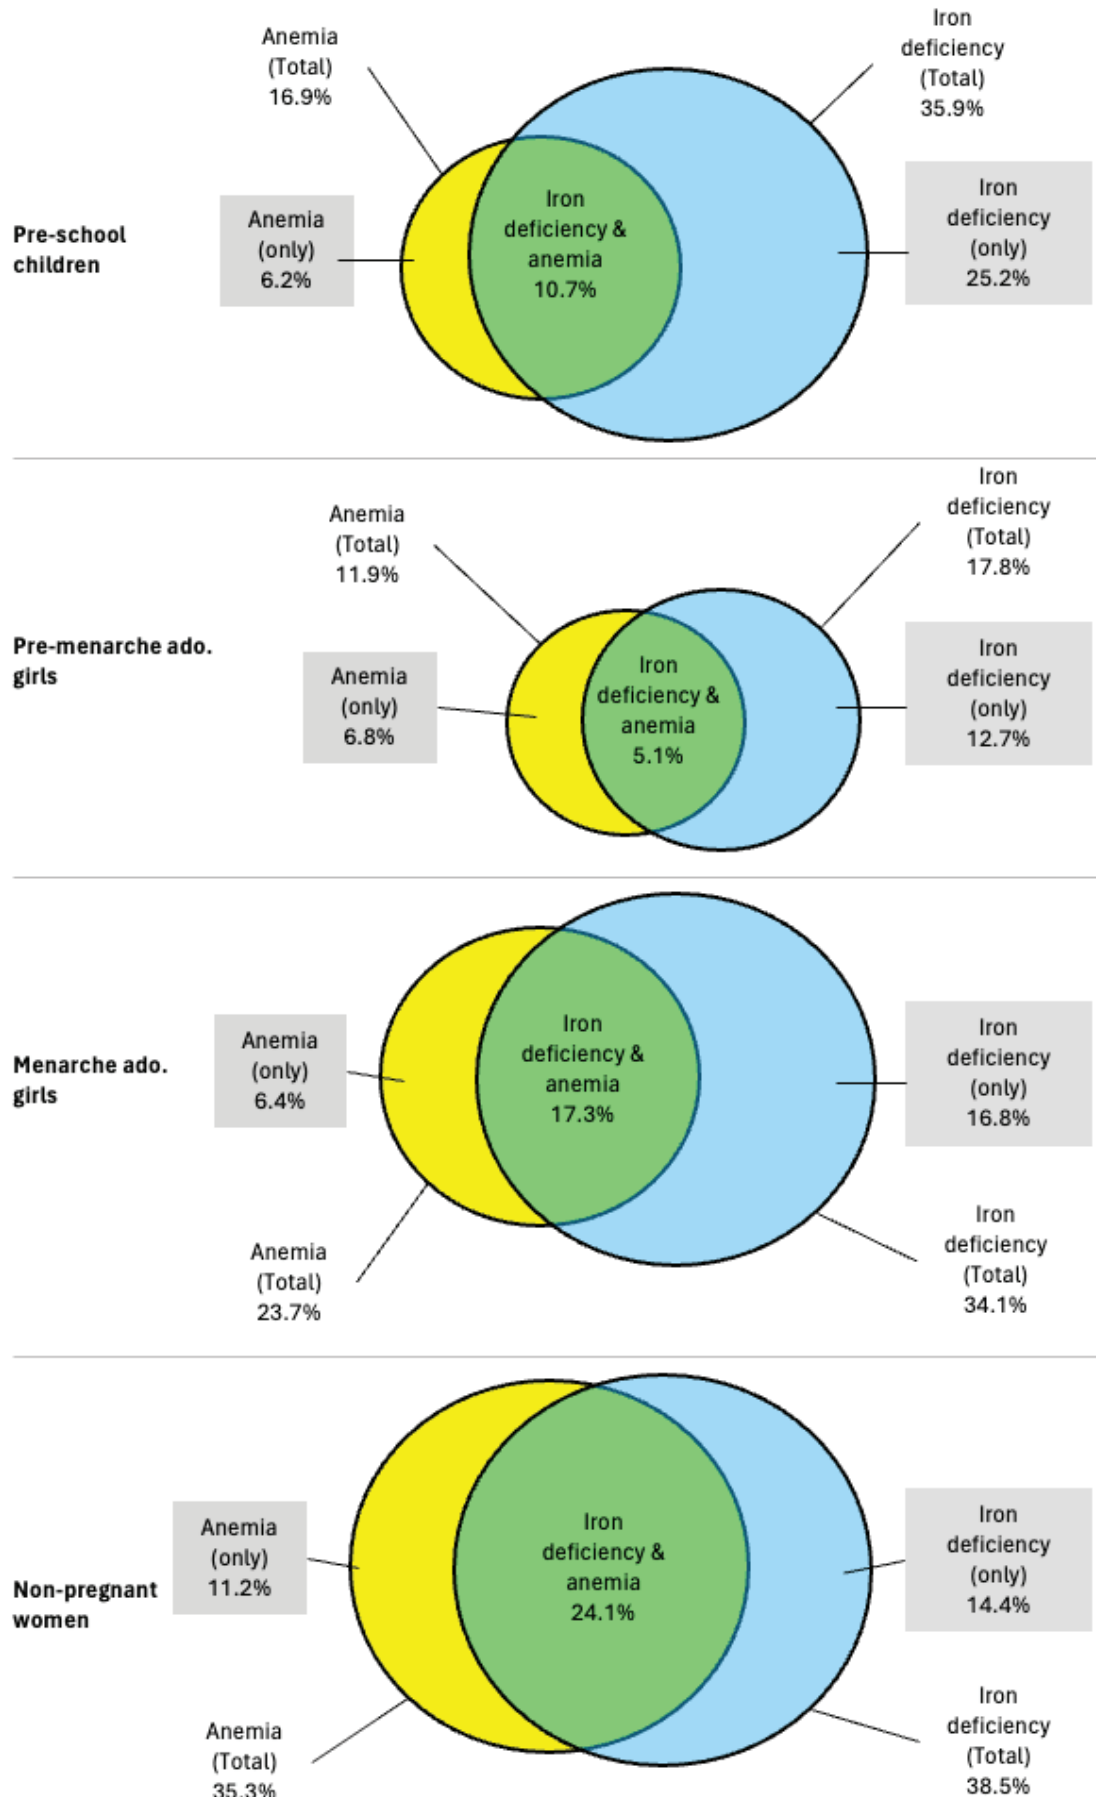 Anemia
(Total)
16.9%
Iron
deficiency
(Total)
35.9%
Pre-school
children
Anemia
(only)
6.2%
Iron
deficiency &
anemia
10.7%
Iron
deficiency
(only)
25.2%
Anemia
(Total)
11.9%
Iron
deficiency
(Total)
17.8%
Pre-menarche ado.
girls
Anemia
(only)
6.8%
Iron
deficiency &
anemia
5.1%
Iron
deficiency
(only)
12.7%
Menarche ado.
girls
Anemia
(only)
6.4%
Iron
deficiency &
anemia
17.3%
Iron
deficiency
(only)
16.8%
Anemia
(Total)
23.7%
Iron
deficiency
(Total)
34.1%
Non-pregnant
women
Anemia
(only)
11.2%
Iron
deficiency &
anemia
24.1%
Iron
deficiency
(only)
14.4%
Anemia
(Total)
35.3%
Iron
deficiency
(Total)
38.5%